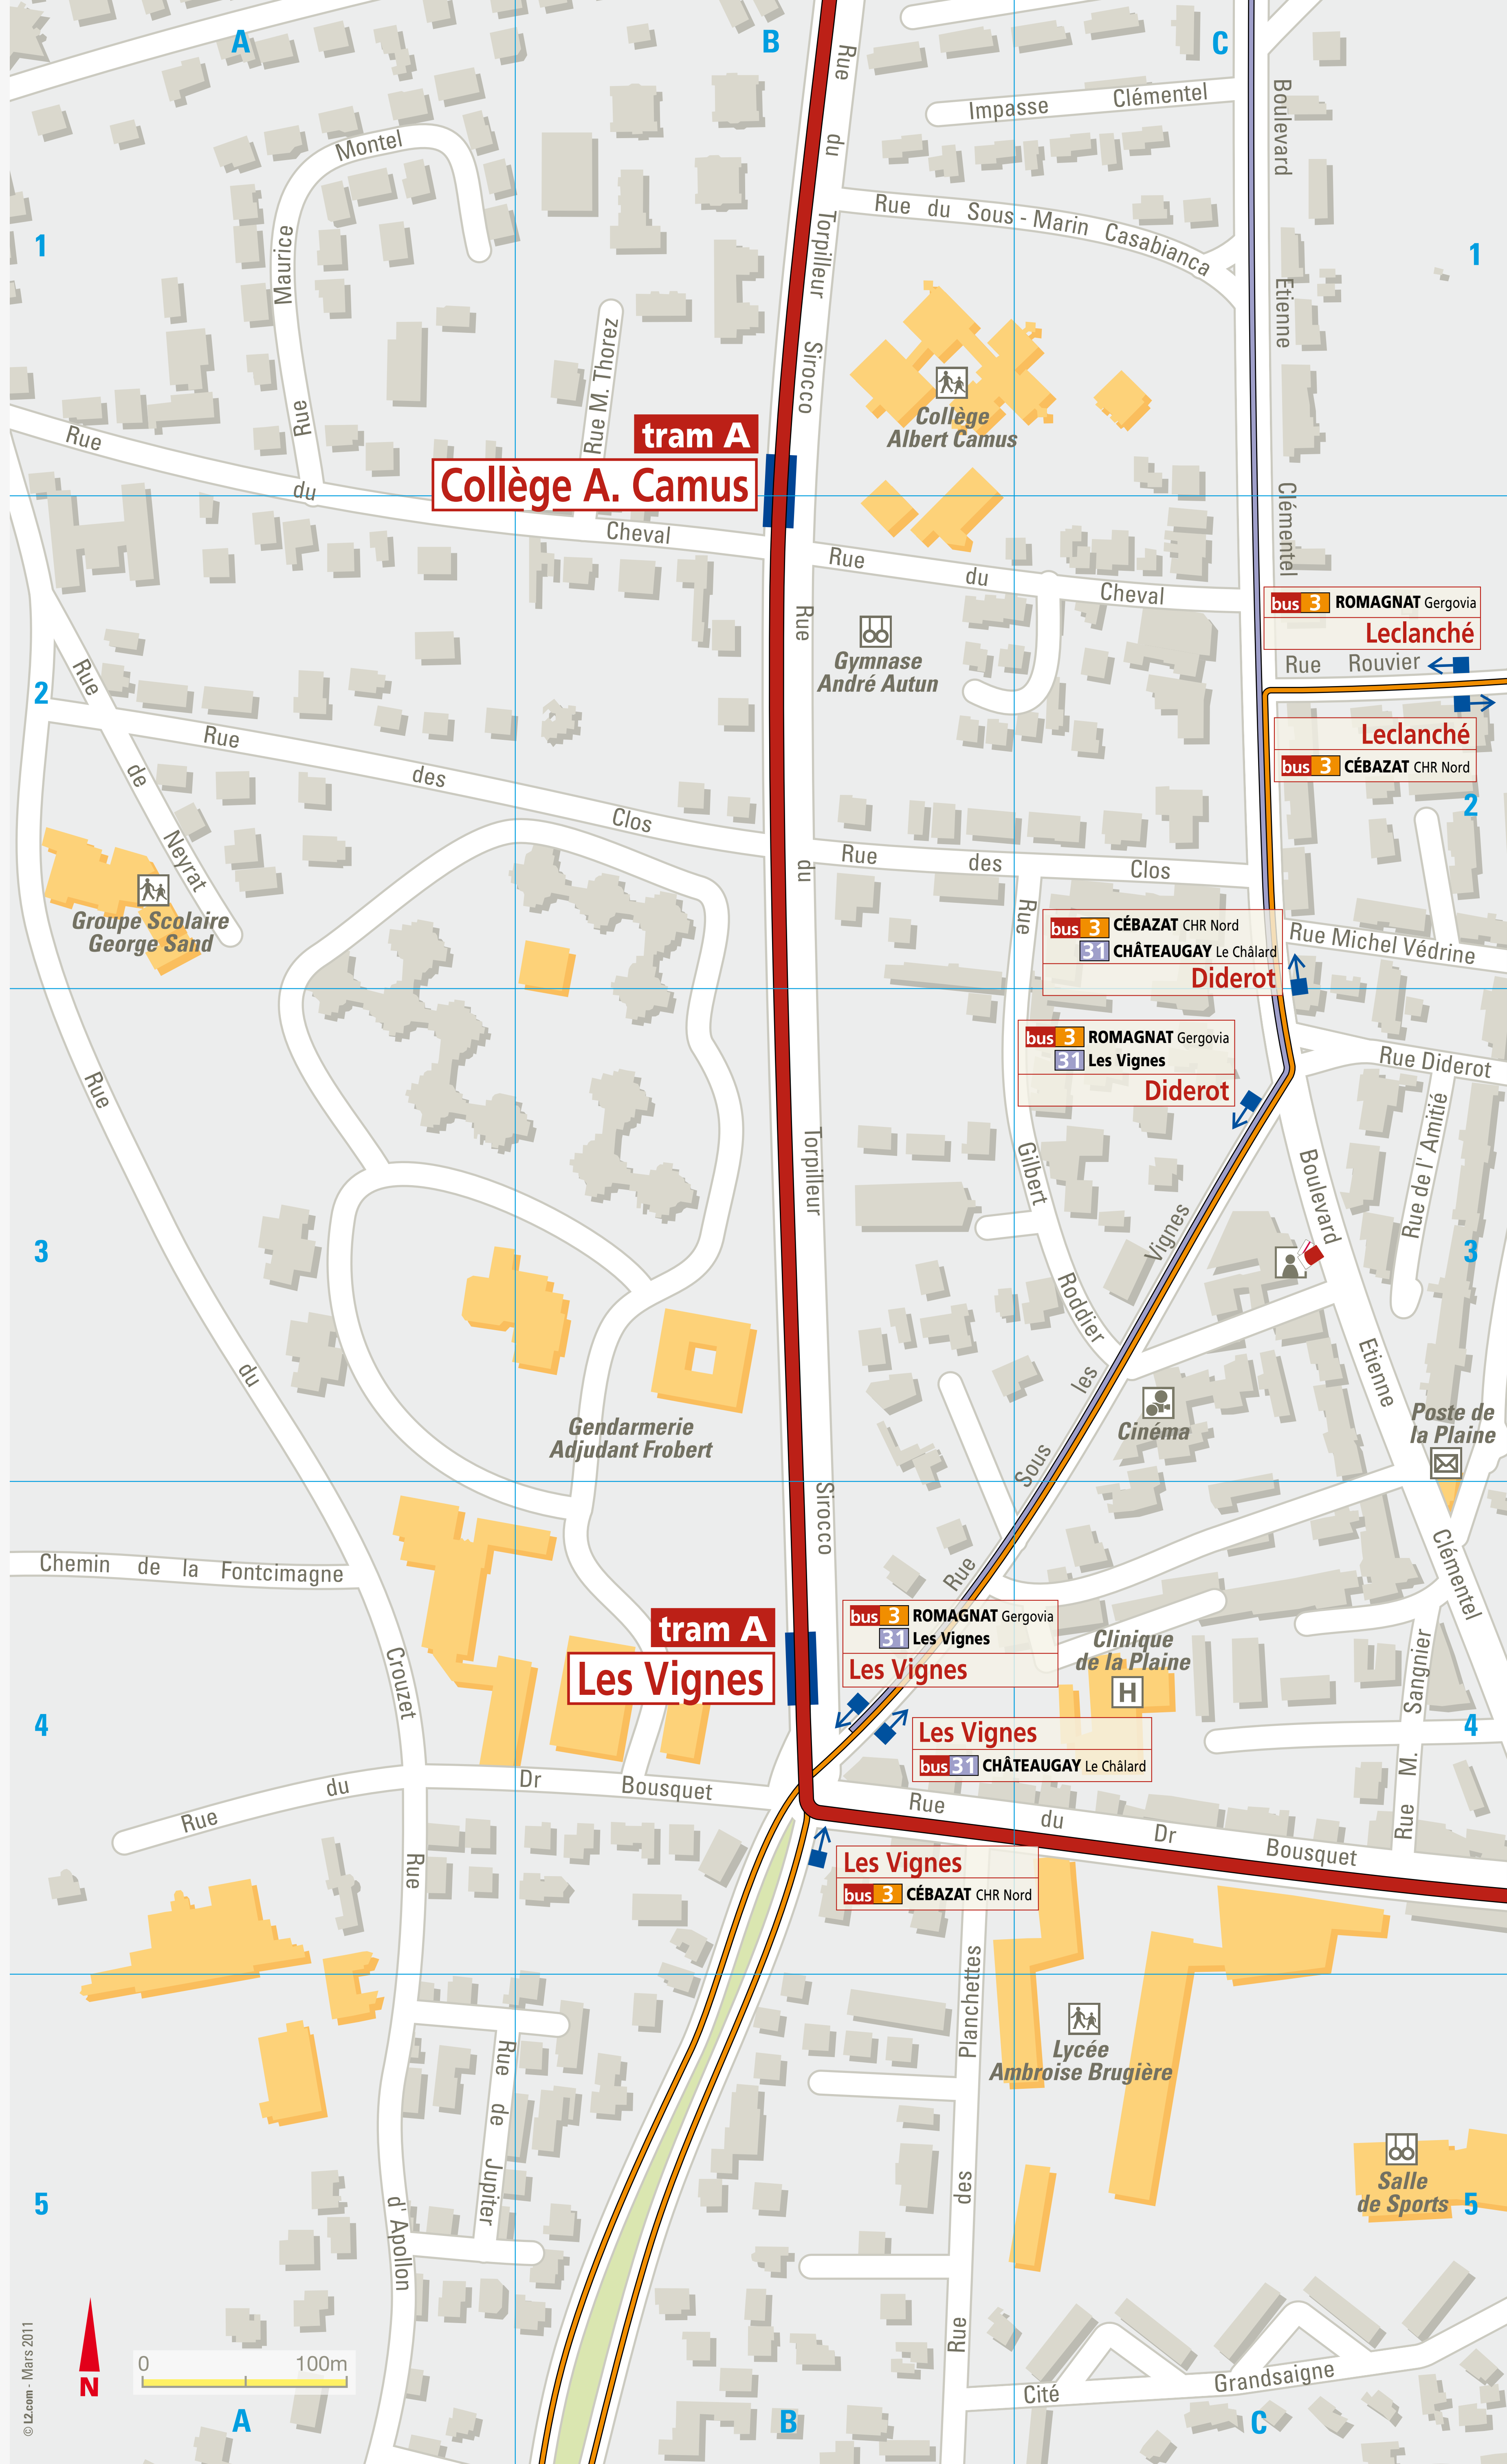 A
B
C
Rue
du
Torpilleur
Sirocco
Impasse Clémentel
Boulevard
Etienne
Clémentel
Montel
Maurice
Rue
Rue du Sous - Marin Casabianca
1
1
Rue M. Thorez
Collège
Albert Camus
tram A
Collège A. Camus
Rue
du
Cheval
Rue du Cheval
bus 3 ROMAGNAT Gergovia
Leclanché
Rue Rouvier
Leclanché
bus 3 CÉBAZAT CHR Nord
Gymnase
André Autun
2
2
Rue
de
Neyrat
Rue des Clos
Rue des Clos
Rue
du
Torpilleur
Sirocco
Groupe Scolaire
George Sand
Rue
Gilbert
Roddier
bus 3 CÉBAZAT CHR Nord
31 CHÂTEAUGAY Le Châlard
Diderot
Rue Michel Védrine
bus 3 ROMAGNAT Gergovia
31 Les Vignes
Diderot
Rue Diderot
Rue de l' Amitié
Boulevard
Etienne
Clémentel
Rue
du
Crouzet
3
3
Vignes
les
Sous
Rue
Cinéma
Poste de
la Plaine
Gendarmerie
Adjudant Frobert
Chemin de la Fontcimagne
tram A
Les Vignes
bus 3 ROMAGNAT Gergovia
31 Les Vignes
Les Vignes
Clinique
de la Plaine
H
Les Vignes
bus 31 CHÂTEAUGAY Le Châlard
Sangnier
M.
Rue
4
4
Rue du Dr Bousquet
Rue du Dr Bousquet
Les Vignes
bus 3 CÉBAZAT CHR Nord
Rue
d' Apollon
Rue
de
Jupiter
Planchettes
des
Rue
Lycée
Ambroise Brugière
Salle
de Sports
5
5
Cité Grandsaigne
N
0 100m
© L2.com - Mars 2011
A
B
C